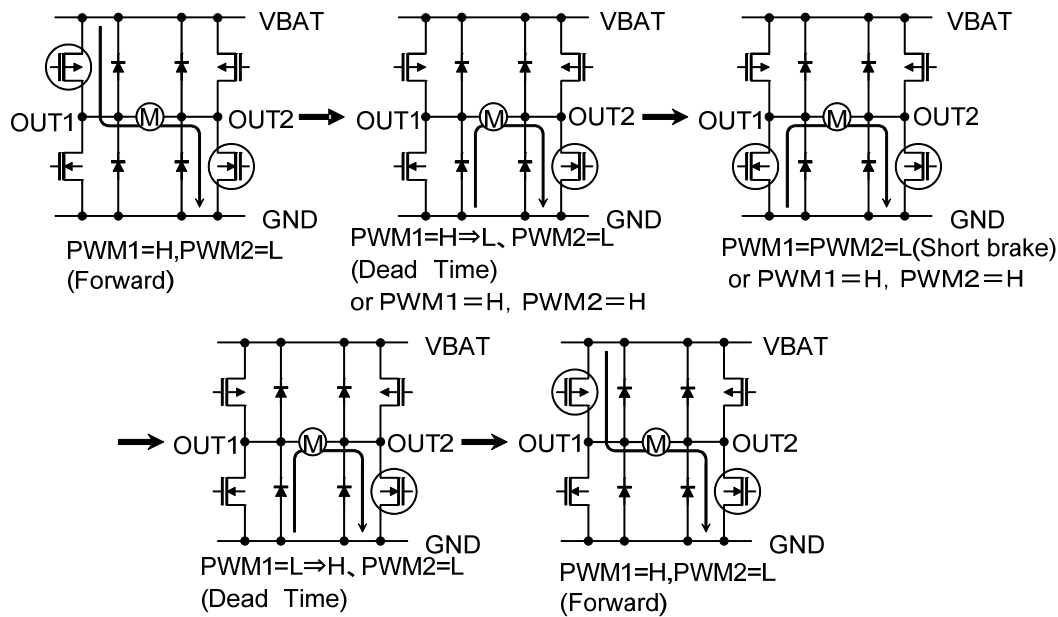 VBAT
M
OUT1
OUT2
GND
PWM1=H,PWM2=L
(Forward)
VBAT
M
OUT1
OUT2
GND
PWM1=H⇒L、PWM2=L
(Dead Time)
or PWM1=H, PWM2=H
VBAT
M
OUT1
OUT2
GND
PWM1=PWM2=L(Short brake)
or PWM1=H, PWM2=H
VBAT
M
OUT1
OUT2
GND
PWM1=L⇒H、PWM2=L
(Dead Time)
VBAT
M
OUT1
OUT2
GND
PWM1=H,PWM2=L
(Forward)